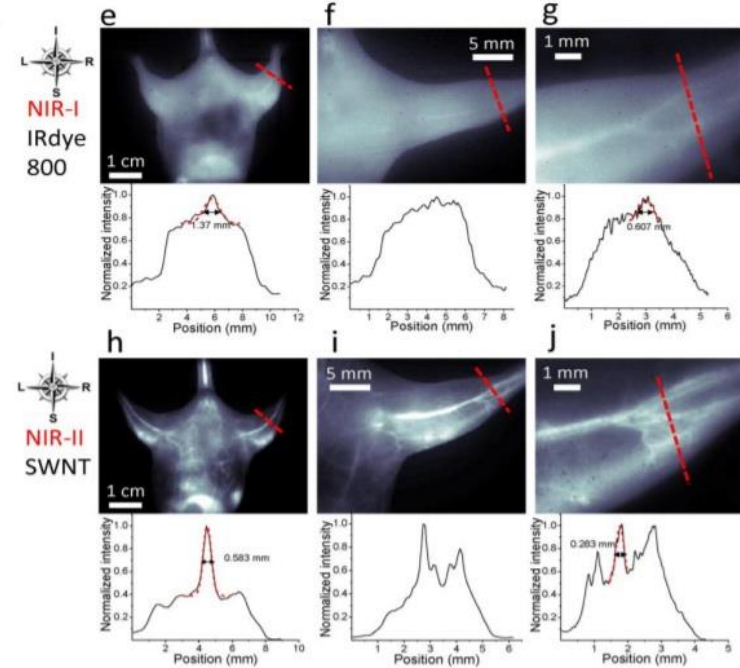 e
f
g
I
L
R
S
NIR-I
IRdye
800
1 cm
5 mm
1 mm
Normalized intensity
1.0
0.8
0.6
0.4
0.2
1.37 mm
2
4
6
8
10
12
Position (mm)
Normalized intensity
1.0
0.8
0.6
0.4
0.2
1
2
3
4
5
6
7
8
Position (mm)
Normalized intensity
1.0
0.8
0.6
0.4
0.2
0.607 mm
0
1
2
3
4
5
6
Position (mm)
h
i
j
I
L
R
S
NIR-II
SWNT
1 cm
5 mm
1 mm
Normalized intensity
1.0
0.8
0.6
0.4
0.2
0.583 mm
0
2
4
6
8
10
Position (mm)
Normalized intensity
1.0
0.8
0.6
0.4
0.2
0
1
2
3
4
5
6
Position (mm)
Normalized intensity
1.0
0.8
0.6
0.4
0.2
0.283 mm
1
2
3
4
5
Position (mm)